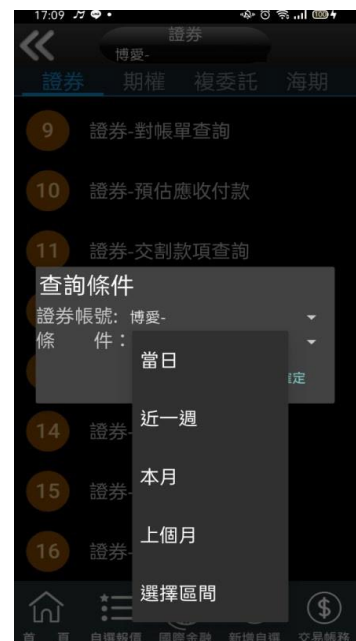 17:09
證券
博愛-
證券 期權 複委託 海期
9 證券-對帳單查詢
10 證券-預估應收付款
11 證券-交割款項查詢
查詢條件
證券帳號: 博愛-
條 件:
當日
定
近一週
14 證券-
本月
15 證券-
上個月
16 證券-
選擇區間
首 頁 自選報價 國際金融 新增自選 交易帳務